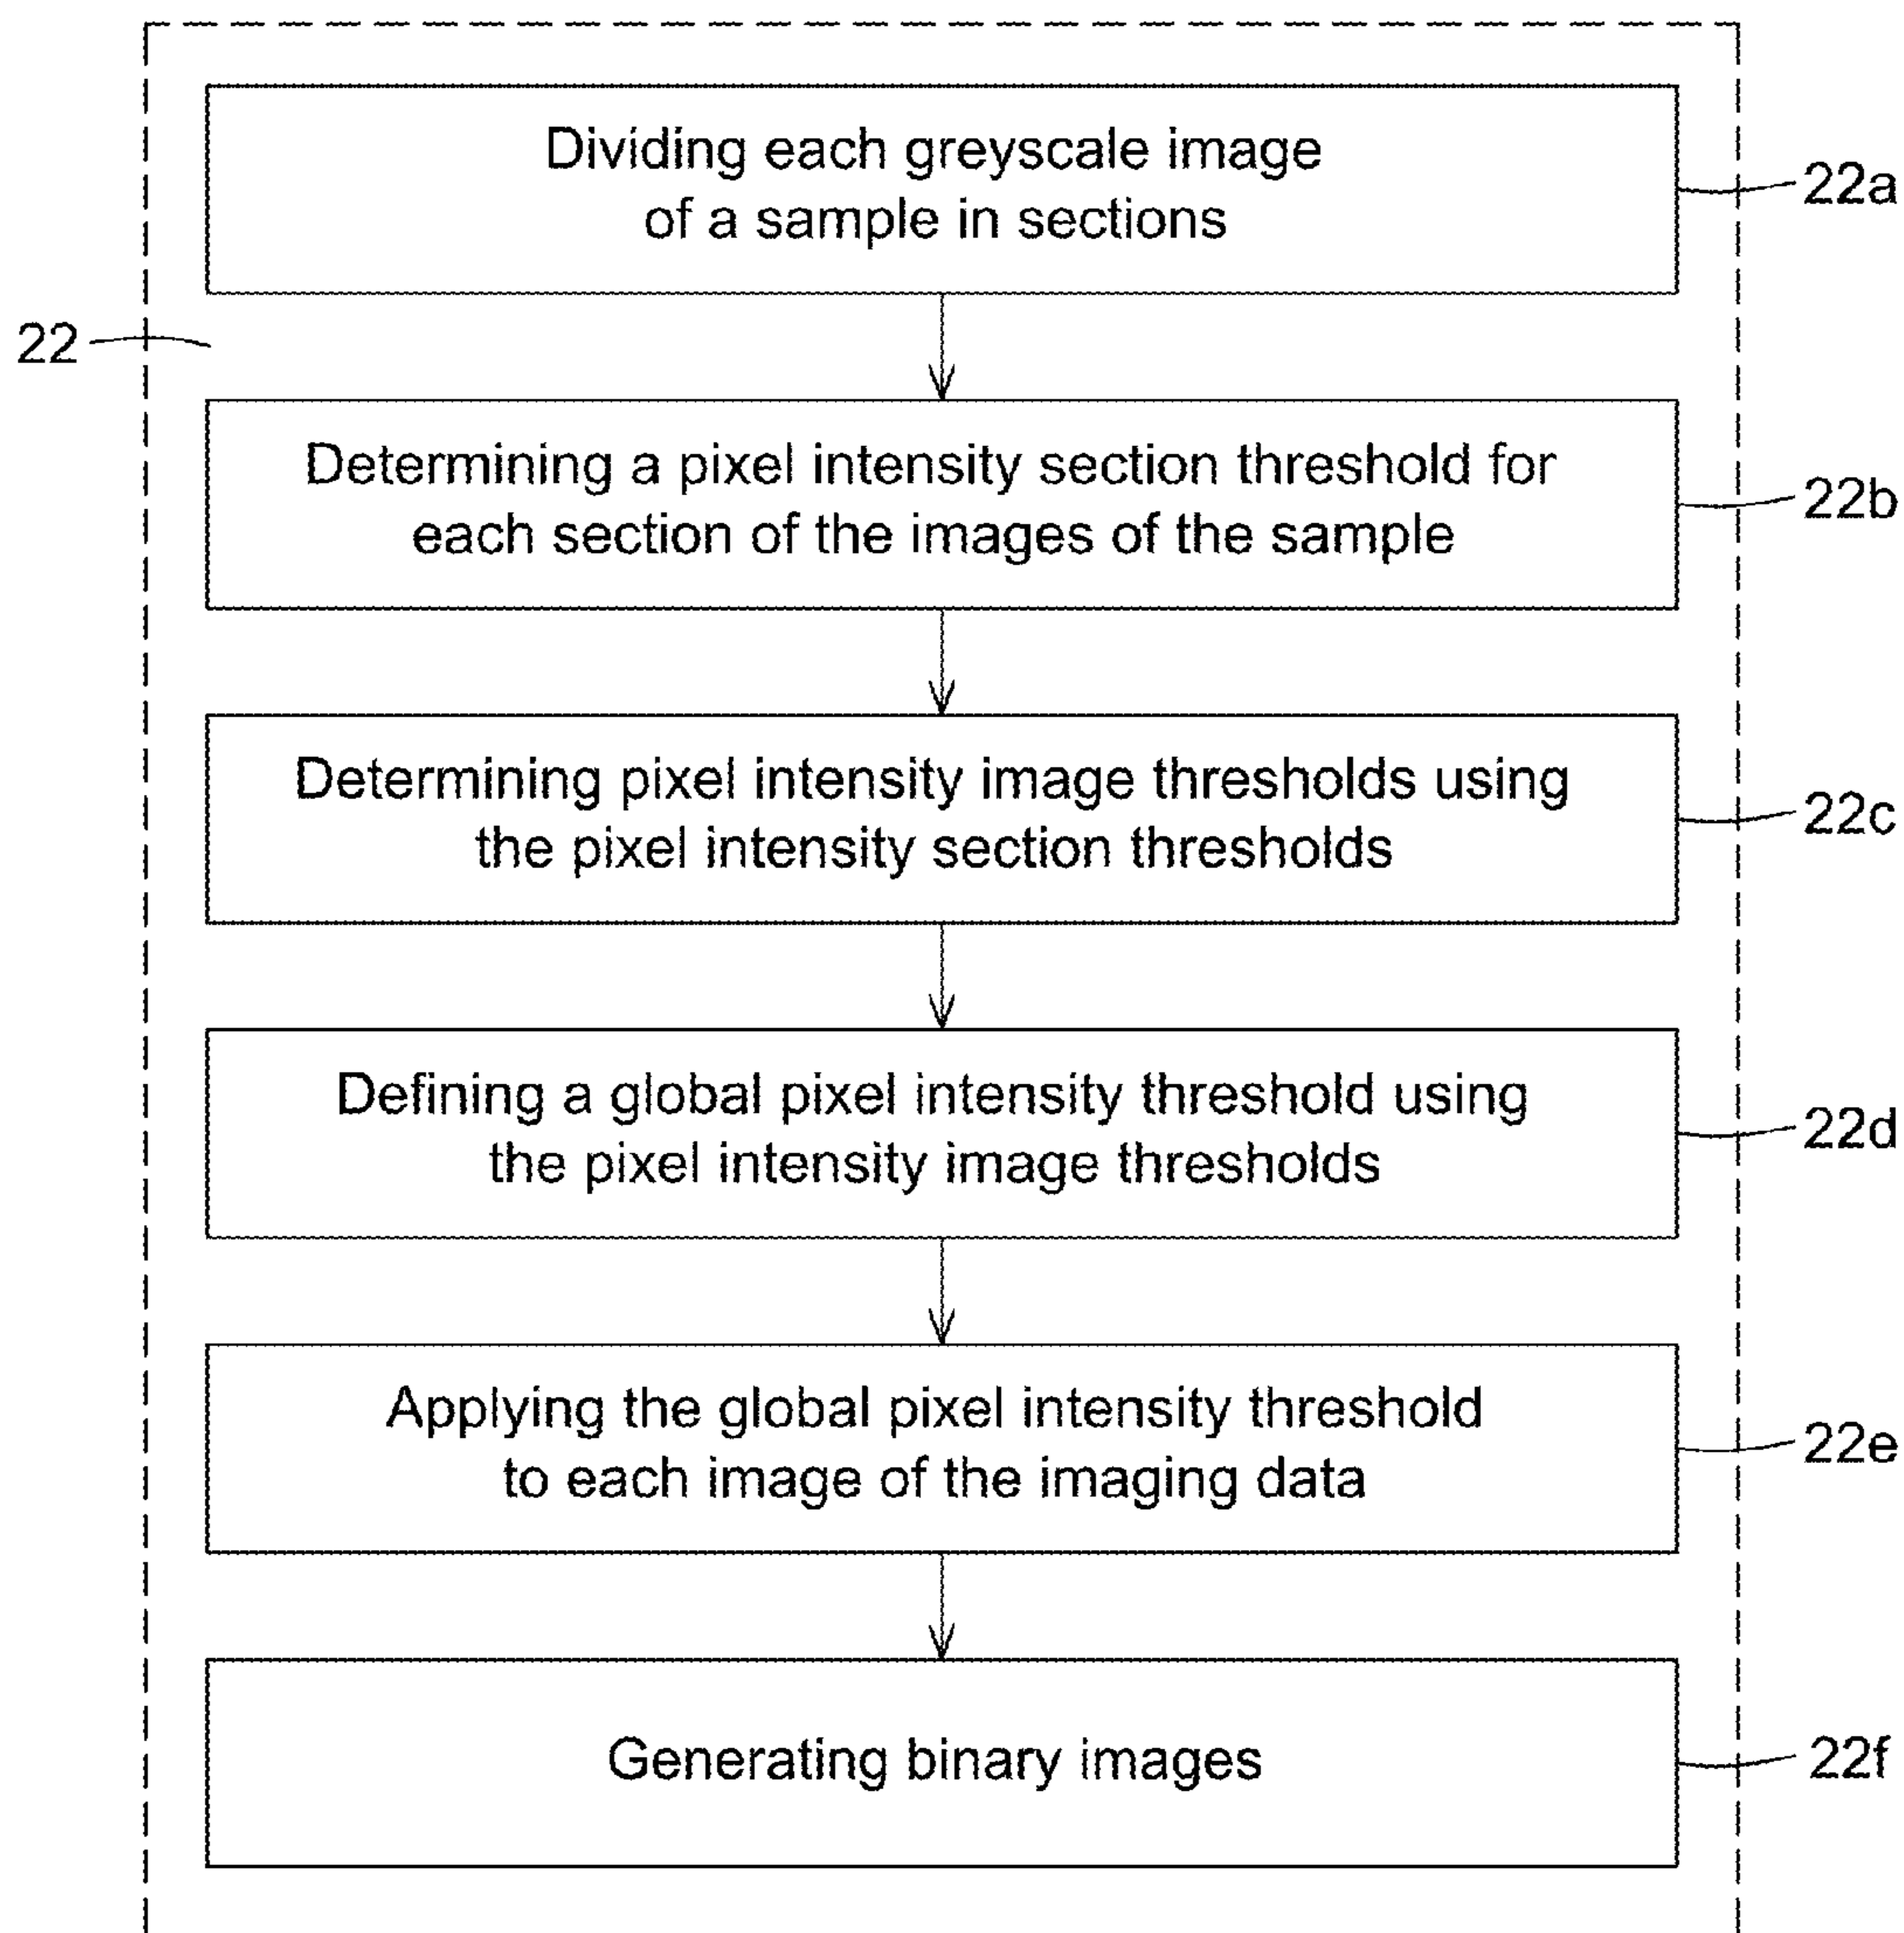 Dividing each greyscale image
of a sample in sections
22a
22
Determining a pixel intensity section threshold for
each section of the images of the sample
22b
Determining pixel intensity image thresholds using
the pixel intensity section thresholds
22c
Defining a global pixel intensity threshold using
the pixel intensity image thresholds
22d
Applying the global pixel intensity threshold
to each image of the imaging data
22e
Generating binary images
22f